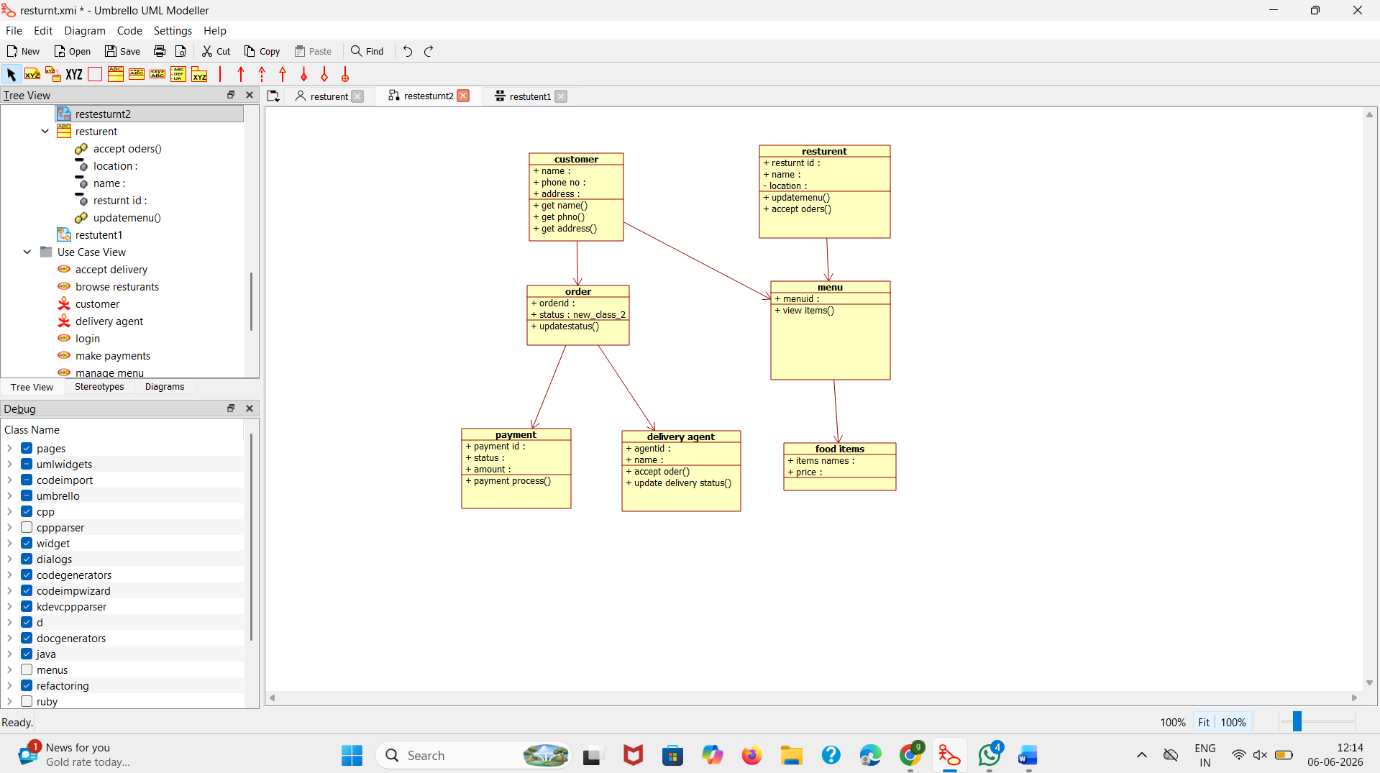 resturnt.xmi * - Umbrello UML Modeller
File Edit Diagram Code Settings Help
New Open Save Cut Copy Paste Find
XYZ
Tree View
resturent restesturnt2 restutent1
restesturnt2
resturent
accept oders()
location :
name :
resturnt id :
updatemenu()
restutent1
Use Case View
accept delivery
browse resturants
customer
delivery agent
login
make payments
manage menu
Tree View Stereotypes Diagrams
Debug
Class Name
pages
umlwidgets
codeimport
umbrello
cpp
cppparser
widget
dialogs
codegenerators
codeimpwizard
kdevcppparser
d
docgenerators
java
menus
refactoring
ruby
customer
+ name :
+ phone no :
+ address :
+ get name()
+ get phno()
+ get address()
resturent
+ resturnt id :
+ name :
- location :
+ updatemenu()
+ accept oders()
order
+ orderid :
+ status : new_class_2
+ updatestatus()
menu
+ menuid :
+ view items()
payment
+ payment id :
+ status :
+ amount :
+ payment process()
delivery agent
+ agentid :
+ name :
+ accept oder()
+ update delivery status()
food items
+ items names :
+ price :
Ready.
100% Fit 100%
1
News for you
Gold rate today...
Search
9
4
ENG
IN
12:14
06-06-2026